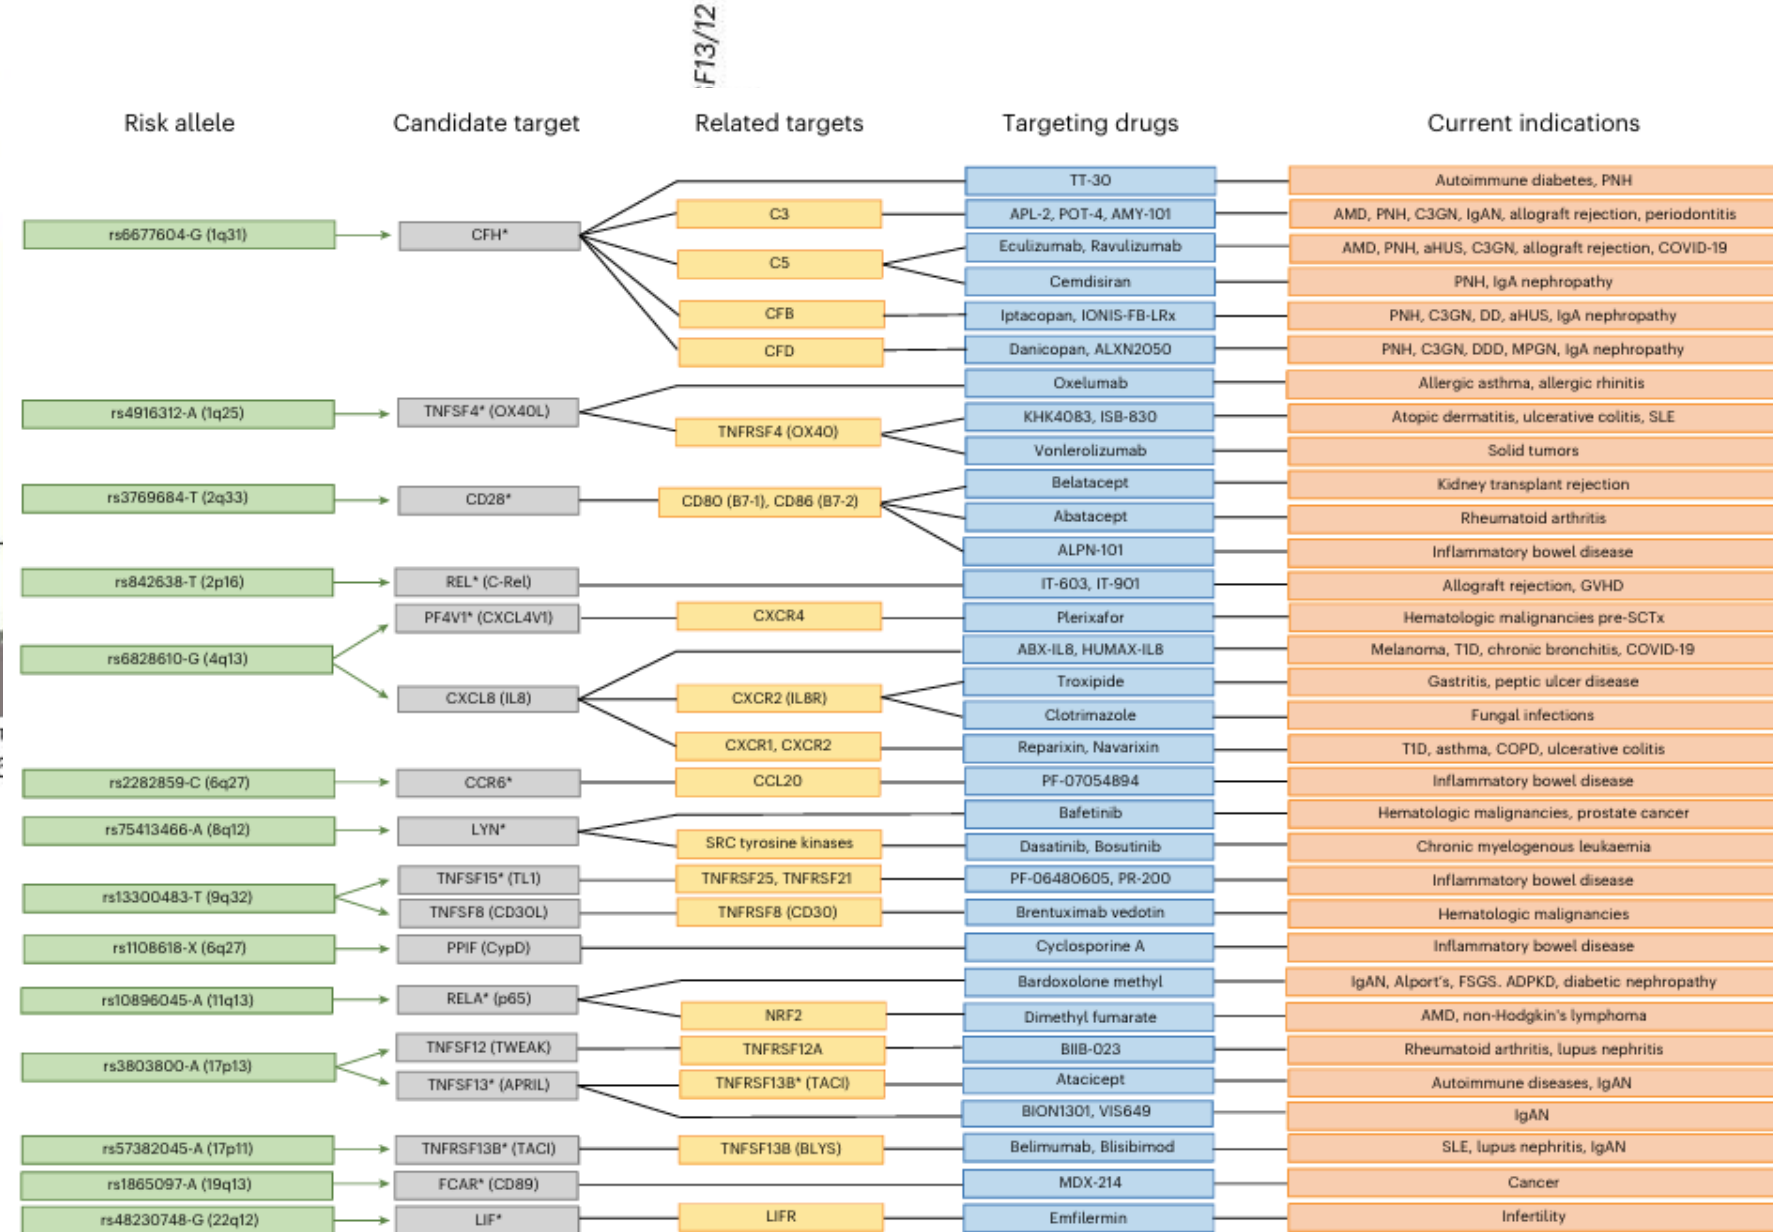 F13/12
Risk allele Candidate target Related targets Targeting drugs Current indications
TT-30 Autoimmune diabetes, PNH
rs6677604-G (1q31) CFH* C3 APL-2, POT-4, AMY-101 AMD, PNH, C3GN, IgAN, allograft rejection, periodontitis
C5 Eculizumab, Ravulizumab AMD, PNH, aHUS, C3GN, allograft rejection, COVID-19
Cemdisiran PNH, IgA nephropathy
CFB Iptacopan, IONIS-FB-LRx PNH, C3GN, DD, aHUS, IgA nephropathy
CFD Danicopan, ALXN2050 PNH, C3GN, DDD, MPGN, IgA nephropathy
Oxelumab Allergic asthma, allergic rhinitis
rs4916312-A (1q25) TNFSF4* (OX40L) TNFRSF4 (OX40) KHK4083, ISB-830 Atopic dermatitis, ulcerative colitis, SLE
Vonlerolizumab Solid tumors
rs3769684-T (2q33) CD28* CD80 (B7-1), CD86 (B7-2) Belatacept Kidney transplant rejection
Abatacept Rheumatoid arthritis
ALPN-101 Inflammatory bowel disease
rs842638-T (2p16) REL* (C-Rel) IT-603, IT-901 Allograft rejection, GVHD
PF4V1* (CXCL4V1) CXCR4 Plerixafor Hematologic malignancies pre-SCTx
rs6828610-G (4q13) ABX-IL8, HUMAX-IL8 Melanoma, T1D, chronic bronchitis, COVID-19
CXCL8 (IL8) CXCR2 (IL8R) Troxipide Gastritis, peptic ulcer disease
Clotrimazole Fungal infections
CXCR1, CXCR2 Reparixin, Navarixin T1D, asthma, COPD, ulcerative colitis
rs2282859-C (6q27) CCR6* CCL20 PF-07054894 Inflammatory bowel disease
rs75413466-A (8q12) LYN* Bafetinib Hematologic malignancies, prostate cancer
SRC tyrosine kinases Dasatinib, Bosutinib Chronic myelogenous leukaemia
rs13300483-T (9q32) TNFSF15* (TL1) TNFRSF25, TNFRSF21 PF-06480605, PR-200 Inflammatory bowel disease
TNFSF8 (CD30L) TNFRSF8 (CD30) Brentuximab vedotin Hematologic malignancies
rs1108618-X (6q27) PPIF (CypD) Cyclosporine A Inflammatory bowel disease
rs10896045-A (11q13) RELA* (p65) Bardoxolone methyl IgAN, Alport's, FSGS. ADPKD, diabetic nephropathy
NRF2 Dimethyl fumarate AMD, non-Hodgkin's lymphoma
rs3803800-A (17p13) TNFSF12 (TWEAK) TNFRSF12A BIIB-023 Rheumatoid arthritis, lupus nephritis
TNFSF13* (APRIL) TNFRSF13B* (TACI) Atacicept Autoimmune diseases, IgAN
BION1301, VIS649 IgAN
rs57382045-A (17p11) TNFRSF13B* (TACI) TNFSF13B (BLYS) Belimumab, Blisibimod SLE, lupus nephritis, IgAN
rs1865097-A (19q13) FCAR* (CD89) MDX-214 Cancer
rs48230748-G (22q12) LIF* LIFR Emfilermin Infertility